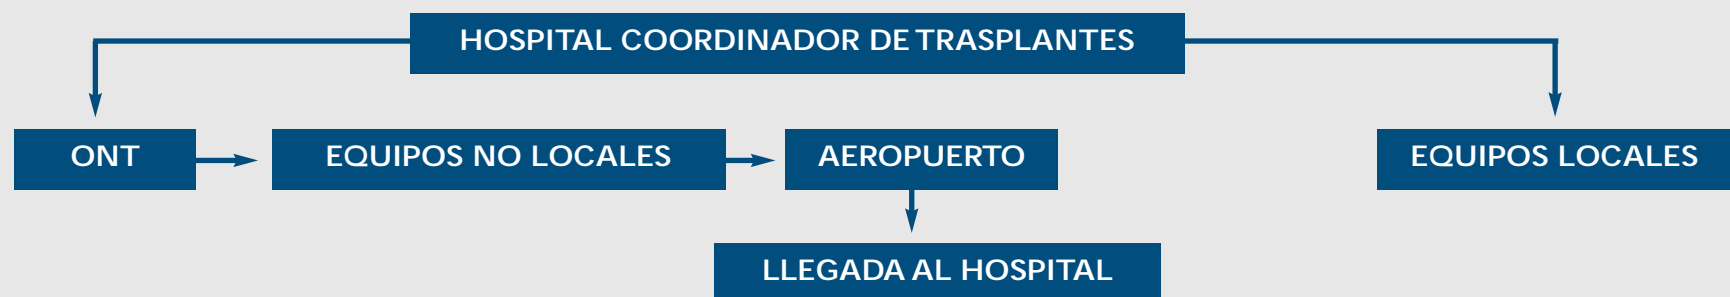 HOSPITAL COORDINADOR DE TRASPLANTES
ONT
EQUIPOS NO LOCALES
AEROPUERTO
EQUIPOS LOCALES
LLEGADA AL HOSPITAL